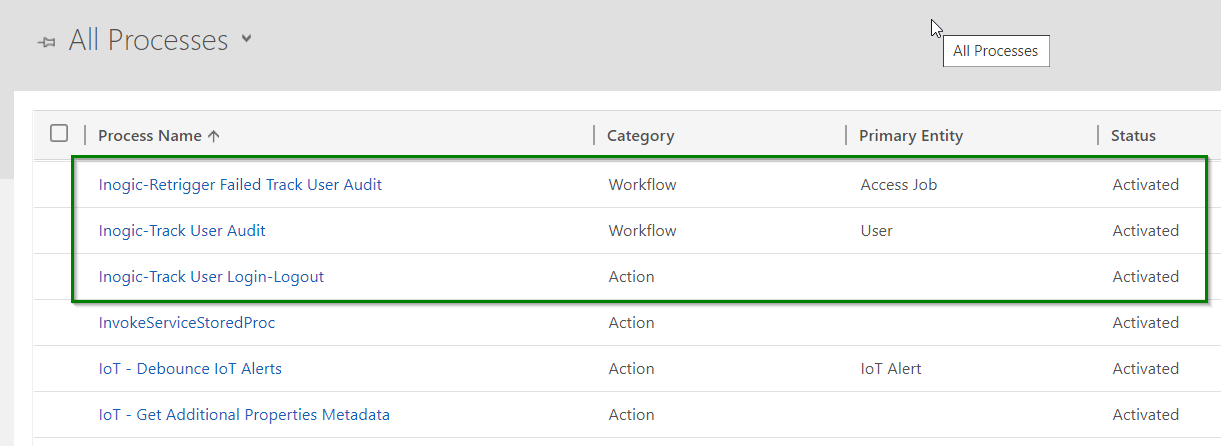 All Processes
All Processes
Process Name Category Primary Entity Status
Inogic-Retrigger Failed Track User Audit Workflow Access Job Activated
Inogic-Track User Audit Workflow User Activated
Inogic-Track User Login-Logout Action Activated
InvokeServiceStoredProc Action Activated
IoT - Debounce IoT Alerts Action IoT Alert Activated
IoT - Get Additional Properties Metadata Action Activated